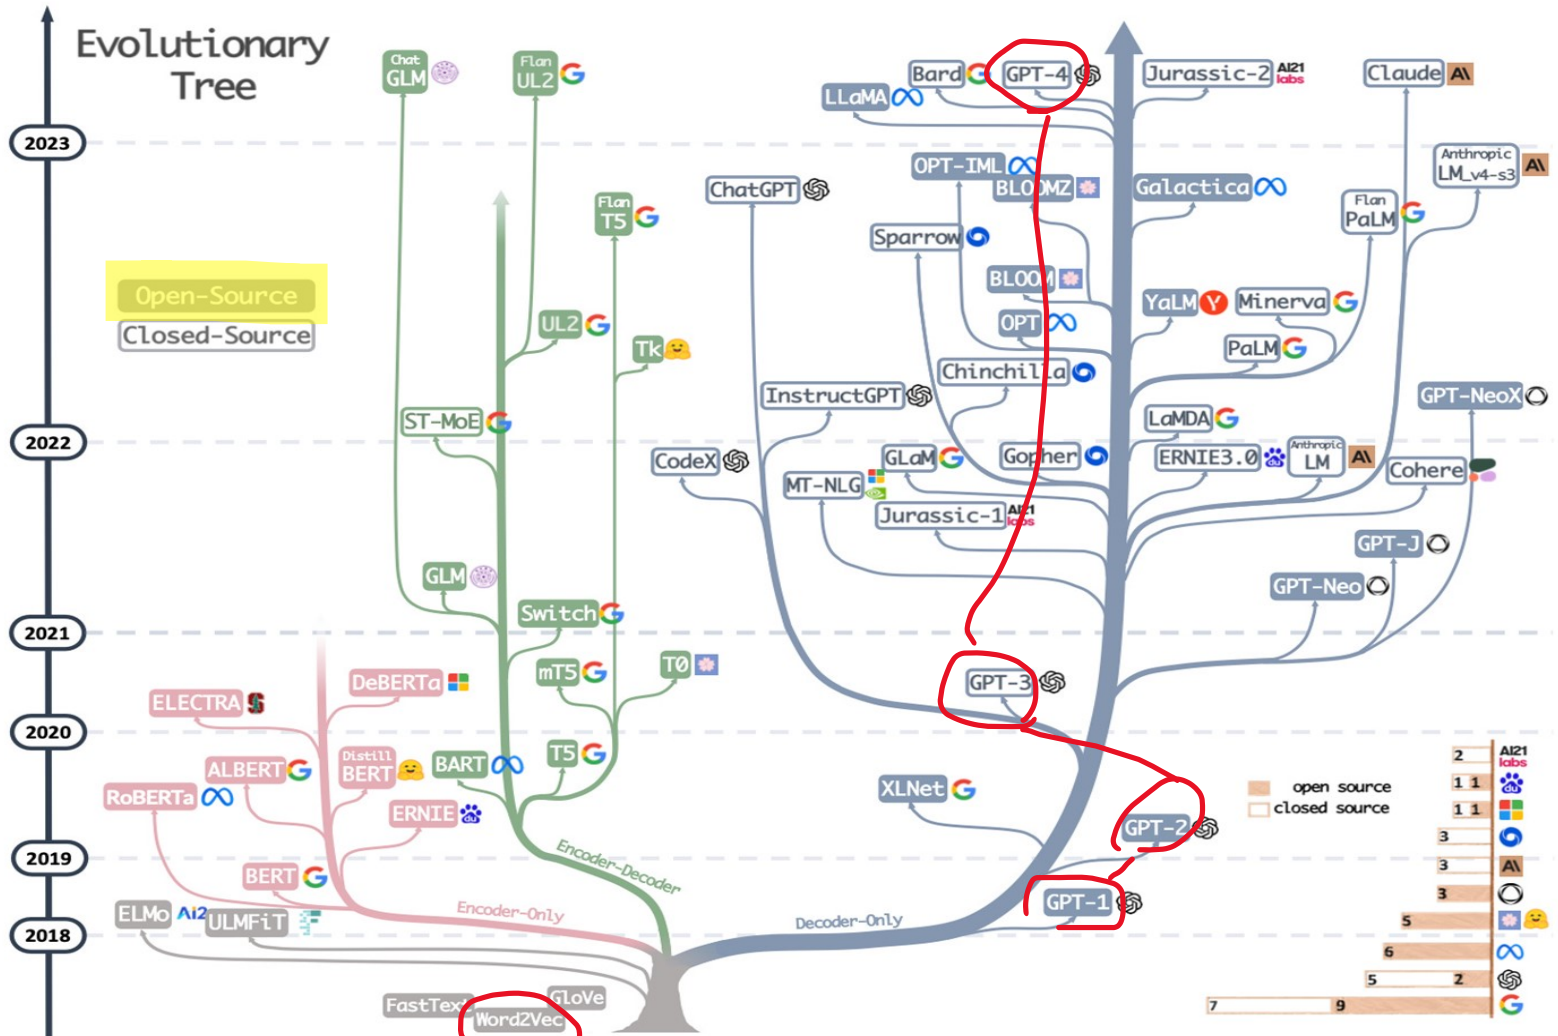 Evolutionary
Tree
Chat
GLM
Flan
UL2
Bard
GPT-4
Jurassic-2
AI21
labs
Claude
A\
LLaMA
2023
OPT-IML
BLOOMZ
Galactica
Anthropic
LM_v4-s3
A\
ChatGPT
Flan
T5
Flan
PaLM
Sparrow
Open-Source
Closed-Source
BLOOM
YaLM
Y
Minerva
UL2
OPT
Tk
PaLM
Chinchilla
InstructGPT
GPT-NeoX
ST-MoE
LaMDA
2022
CodeX
GLaM
Gopher
ERNIE3.0
du
Anthropic
LM
A\
Cohere
MT-NLG
Jurassic-1
AI21
labs
GPT-J
GLM
GPT-Neo
Switch
2021
mT5
T0
DeBERTa
GPT-3
ELECTRA
S
2020
T5
BART
Distill
BERT
ALBERT
RoBERTa
XLNet
ERNIE
du
GPT-2
2
AI21
labs
open source
1 1
du
closed source
1 1
3
2019
Encoder-Decoder
3
A\
BERT
GPT-1
3
ELMo
Ai2
ULMFiT
Encoder-Only
Decoder-Only
5
2018
6
5
2
FastText
GloVe
Word2Vec
7
9